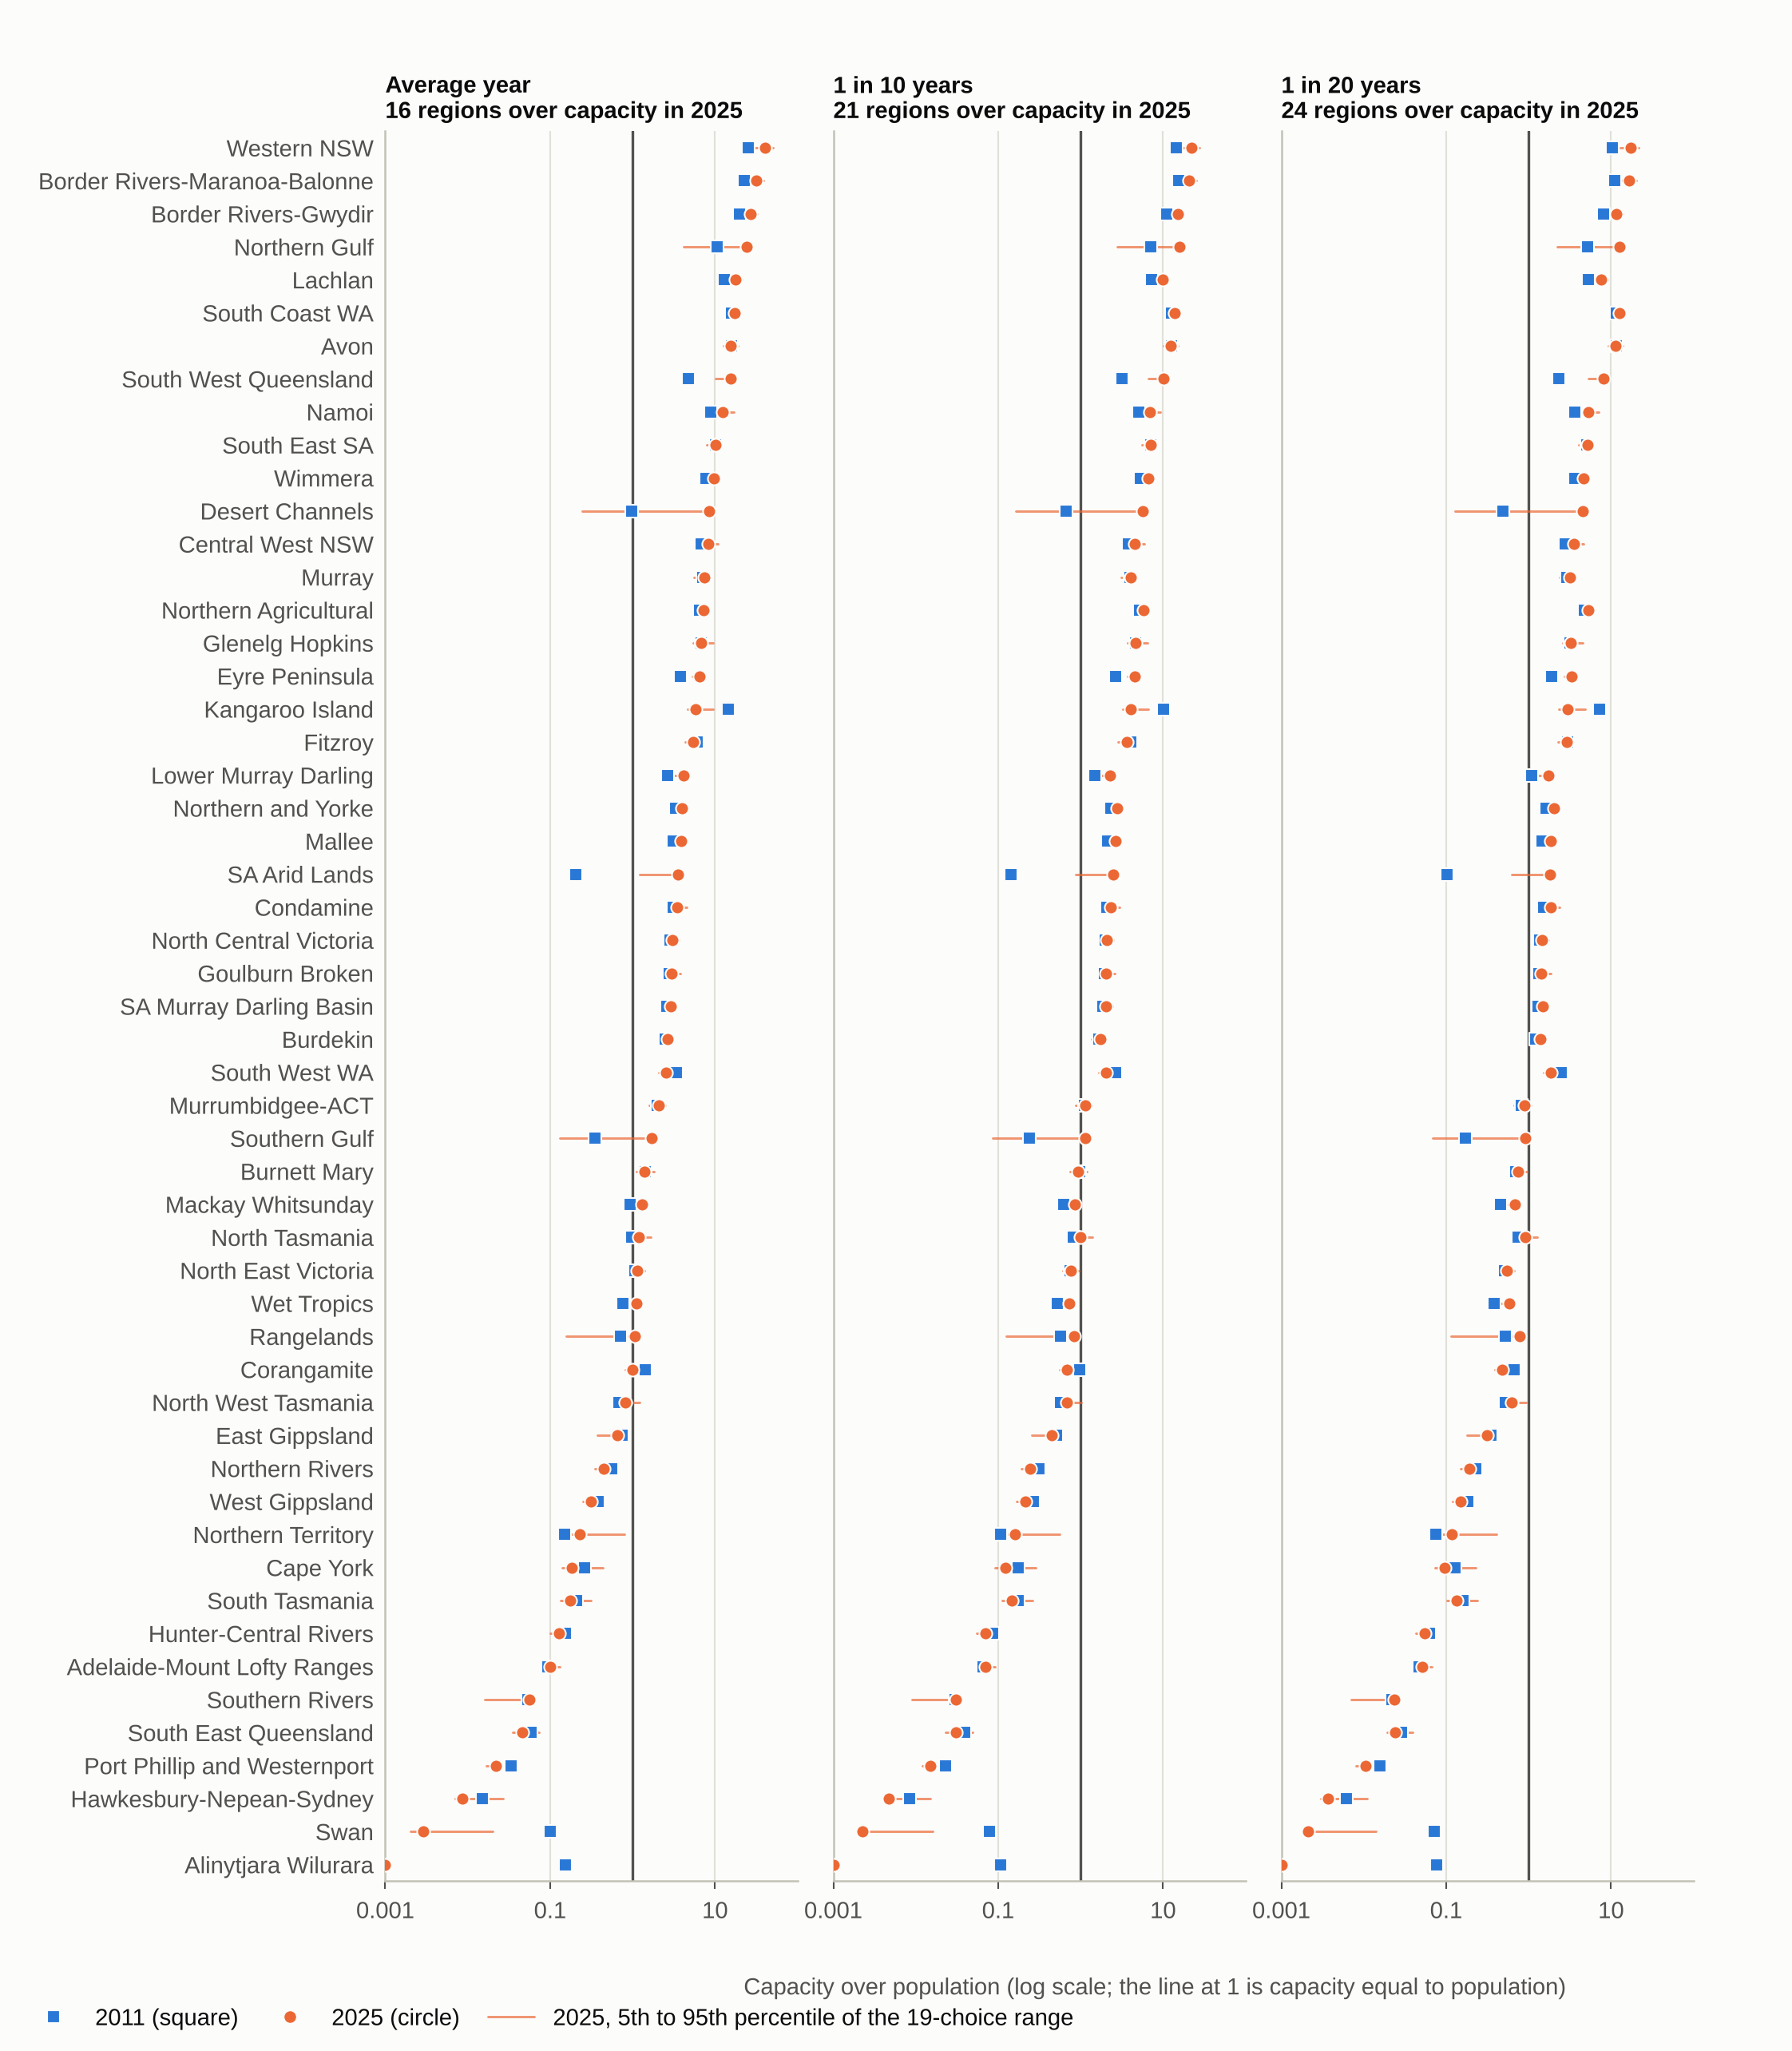 Average year
16 regions over capacity in 2025
1 in 10 years
21 regions over capacity in 2025
1 in 20 years
24 regions over capacity in 2025
Western NSW
Border Rivers-Maranoa-Balonne
Border Rivers-Gwydir
Northern Gulf
Lachlan
South Coast WA
Avon
South West Queensland
Namoi
South East SA
Wimmera
Desert Channels
Central West NSW
Murray
Northern Agricultural
Glenelg Hopkins
Eyre Peninsula
Kangaroo Island
Fitzroy
Lower Murray Darling
Northern and Yorke
Mallee
SA Arid Lands
Condamine
North Central Victoria
Goulburn Broken
SA Murray Darling Basin
Burdekin
South West WA
Murrumbidgee-ACT
Southern Gulf
Burnett Mary
Mackay Whitsunday
North Tasmania
North East Victoria
Wet Tropics
Rangelands
Corangamite
North West Tasmania
East Gippsland
Northern Rivers
West Gippsland
Northern Territory
Cape York
South Tasmania
Hunter-Central Rivers
Adelaide-Mount Lofty Ranges
Southern Rivers
South East Queensland
Port Phillip and Westernport
Hawkesbury-Nepean-Sydney
Swan
Alinytjara Wilurara
0.001 0.1 10 0.001 0.1 10 0.001 0.1 10
Capacity over population (log scale; the line at 1 is capacity equal to population)
2011 (square) 2025 (circle) 2025, 5th to 95th percentile of the 19-choice range